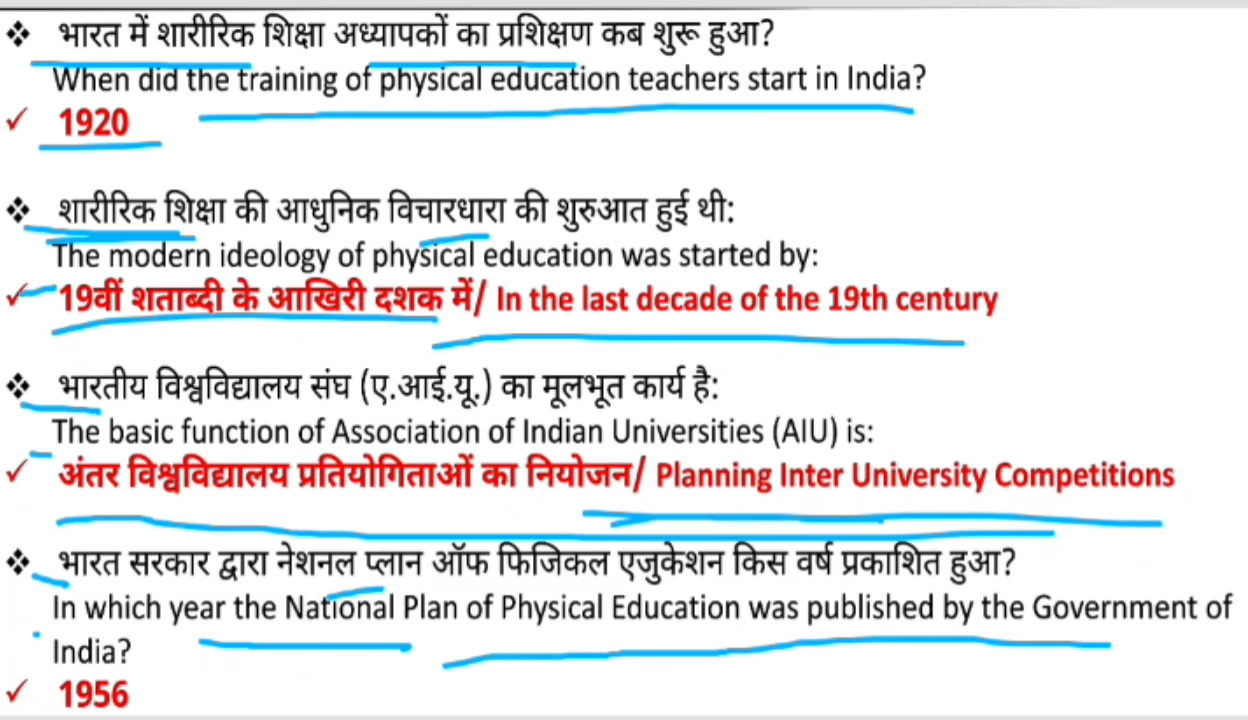 ❖ भारत में शारीरिक शिक्षा अध्यापकों का प्रशिक्षण कब शुरू हुआ?
When did the training of physical education teachers start in India?
✓ 1920
❖ शारीरिक शिक्षा की आधुनिक विचारधारा की शुरुआत हुई थी:
The modern ideology of physical education was started by:
✓ 19वीं शताब्दी के आखिरी दशक में/ In the last decade of the 19th century
❖ भारतीय विश्वविद्यालय संघ (ए.आई.यू.) का मूलभूत कार्य है:
The basic function of Association of Indian Universities (AIU) is:
✓ अंतर विश्वविद्यालय प्रतियोगिताओं का नियोजन/ Planning Inter University Competitions
❖ भारत सरकार द्वारा नेशनल प्लान ऑफ फिजिकल एजुकेशन किस वर्ष प्रकाशित हुआ?
In which year the National Plan of Physical Education was published by the Government of
India?
✓ 1956